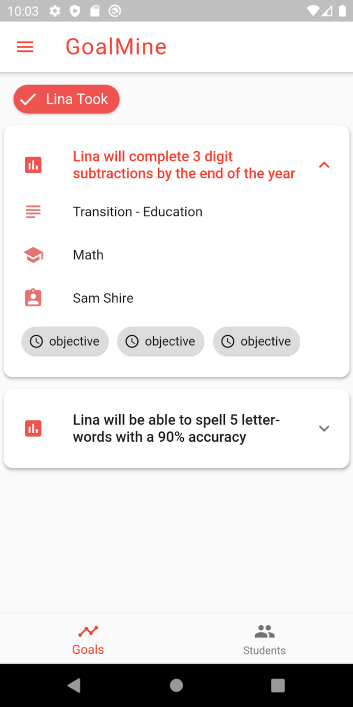 10:03
GoalMine
Lina Took
Lina will complete 3 digit
subtractions by the end of the year
Transition - Education
Math
Sam Shire
objective objective objective
Lina will be able to spell 5 letter-
words with a 90% accuracy
Goals Students